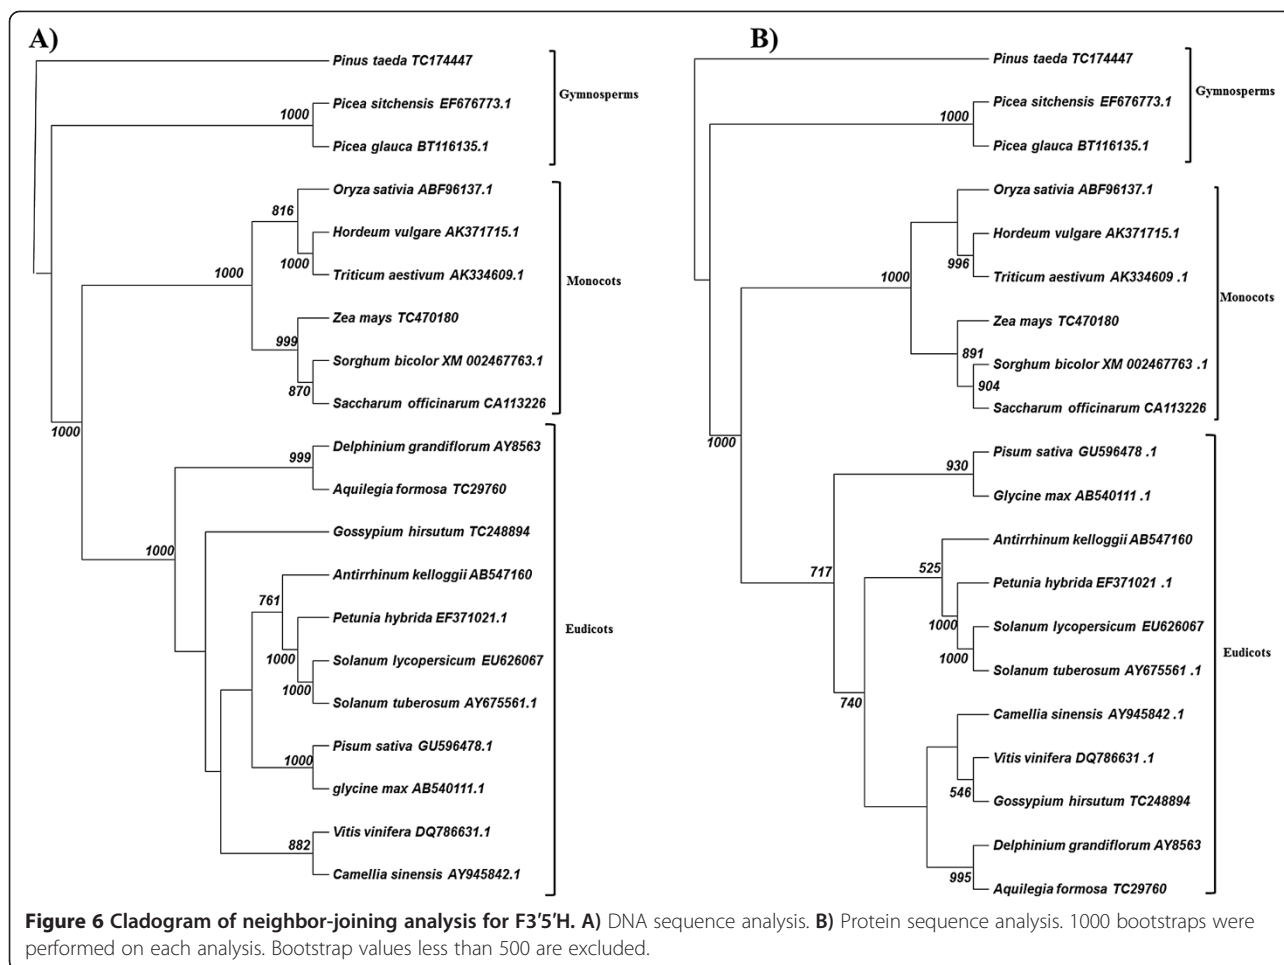 A)
Pinus taeda TC174447
Picea sitchensis EF676773.1
1000
Picea glauca BT116135.1
Gymnosperms
Oryza sativia ABF96137.1
816
Hordeum vulgare AK371715.1
1000
Triticum aestivum AK334609.1
1000
Monocots
Zea mays TC470180
999
Sorghum bicolor XM 002467763.1
870
Saccharum officinarum CA113226
1000
Delphinium grandiflorum AY8563
999
Aquilegia formosa TC29760
Gossypium hirsutum TC248894
1000
Antirrhinum kelloggii AB547160
761
Petunia hybrida EF371021.1
Eudicots
1000
Solanum lycopersicum EU626067
1000
Solanum tuberosum AY675561.1
Pisum sativa GU596478.1
1000
glycine max AB540111.1
Vitis vinifera DQ786631.1
882
Camellia sinensis AY945842.1
B)
Pinus taeda TC174447
Picea sitchensis EF676773.1
1000
Picea glauca BT116135.1
Gymnosperms
Oryza sativia ABF96137.1
Hordeum vulgare AK371715.1
996
Triticum aestivum AK334609 .1
1000
Monocots
Zea mays TC470180
891
Sorghum bicolor XM 002467763 .1
904
Saccharum officinarum CA113226
1000
Pisum sativa GU596478 .1
930
Glycine max AB540111 .1
Antirrhinum kelloggii AB547160
717
525
Petunia hybrida EF371021 .1
1000
Solanum lycopersicum EU626067
1000
Solanum tuberosum AY675561 .1
Eudicots
740
Camellia sinensis AY945842 .1
Vitis vinifera DQ786631 .1
546
Gossypium hirsutum TC248894
Delphinium grandiflorum AY8563
995
Aquilegia formosa TC29760
Figure 6 Cladogram of neighbor-joining analysis for F3'5'H. A) DNA sequence analysis. B) Protein sequence analysis. 1000 bootstraps were
performed on each analysis. Bootstrap values less than 500 are excluded.